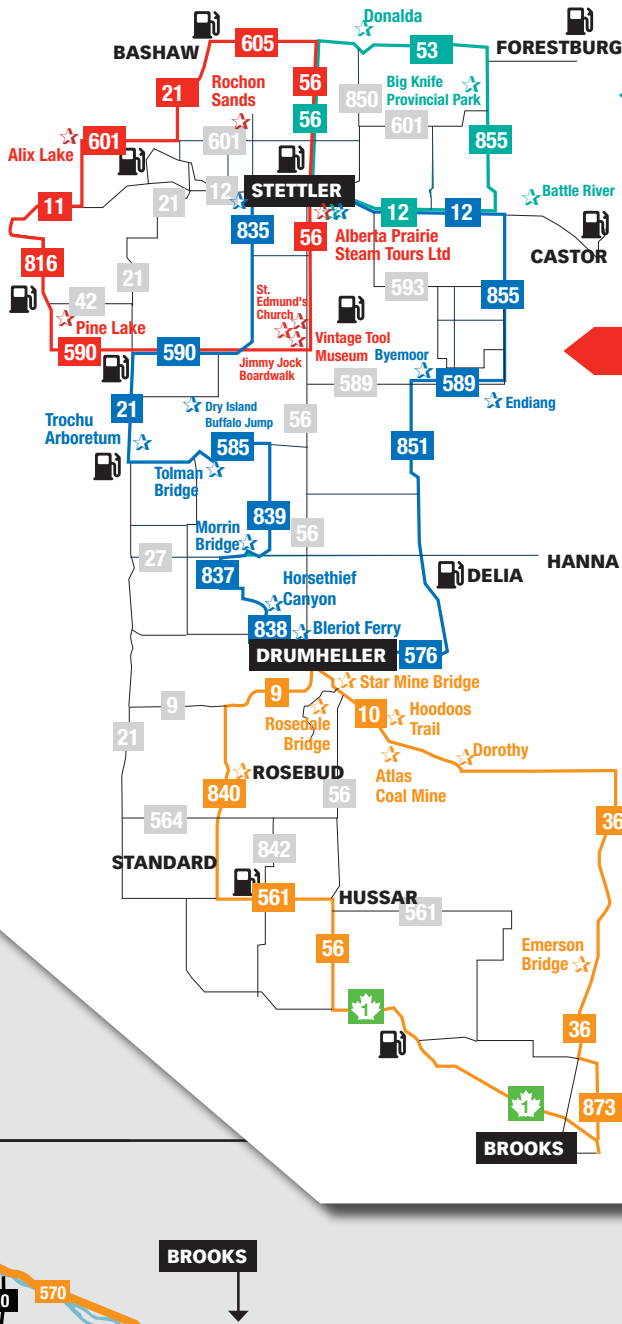 Donalda
605
53
FORESTBURG
BASHAW
56
21
Rochon
Sands
Big Knife
Provincial Park
850
56
601
855
601
601
Alix Lake
12
STETTLER
21
Battle River
11
12
12
835
56
Alberta Prairie
Steam Tours Ltd
CASTOR
816
21
593
855
42
St.
Edmund's
Church
Pine Lake
Vintage Tool
Museum
590
590
Jimmy Jock
Boardwalk
Byemoor
589
589
Endiang
21
Dry Island
Buffalo Jump
56
Trochu
Arboretum
585
851
Tolman
Bridge
839
Morrin
Bridge
56
27
HANNA
837
DELIA
Horsethief
Canyon
838
Bleriot Ferry
DRUMHELLER
576
Star Mine Bridge
9
9
Rosedale
Bridge
10
Hoodoos
Trail
21
Dorothy
ROSEBUD
Atlas
Coal Mine
840
56
564
36
842
STANDARD
561
HUSSAR
561
56
Emerson
Bridge
1
36
1
873
BROOKS
BROOKS
570
0